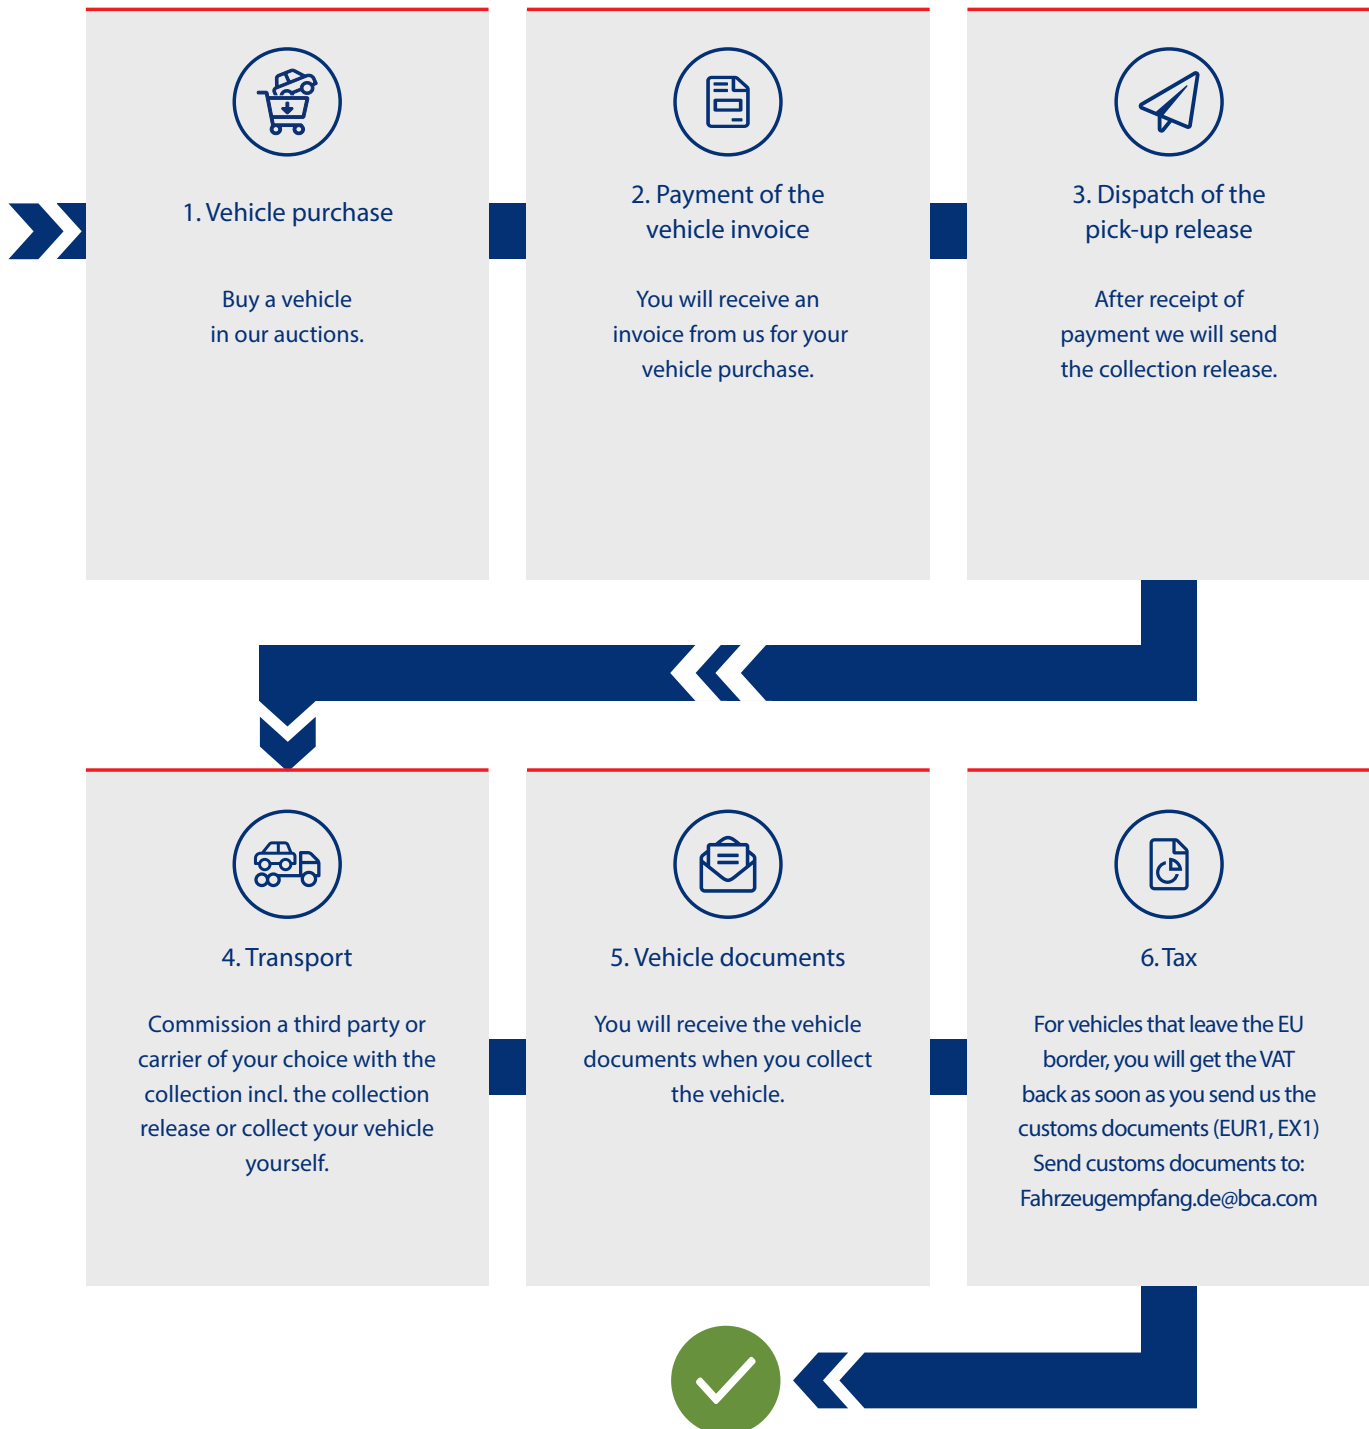 1. Vehicle purchase
Buy a vehicle
in our auctions.
2. Payment of the
vehicle invoice
You will receive an
invoice from us for your
vehicle purchase.
3. Dispatch of the
pick-up release
After receipt of
payment we will send
the collection release.
4. Transport
Commission a third party or
carrier of your choice with the
collection incl. the collection
release or collect your vehicle
yourself.
5. Vehicle documents
You will receive the vehicle
documents when you collect
the vehicle.
6. Tax
For vehicles that leave the EU
border, you will get the VAT
back as soon as you send us the
customs documents (EUR1, EX1)
Send customs documents to:
Fahrzeugempfang.de@bca.com